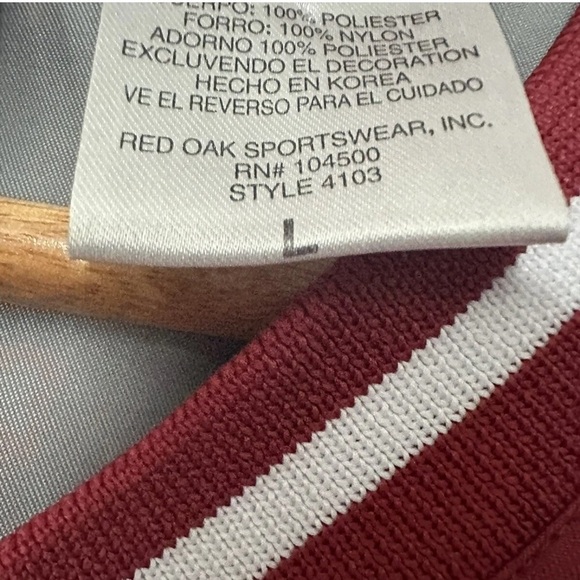 CUERPO: 100% POLIESTER
FORRO: 100% NYLON
ADORNO 100% POLIESTER
EXCLUVENDO EL DECORATION
HECHO EN KOREA
VE EL REVERSO PARA EL CUIDADO
RED OAK SPORTSWEAR, INC.
RN# 104500
STYLE 4103
L